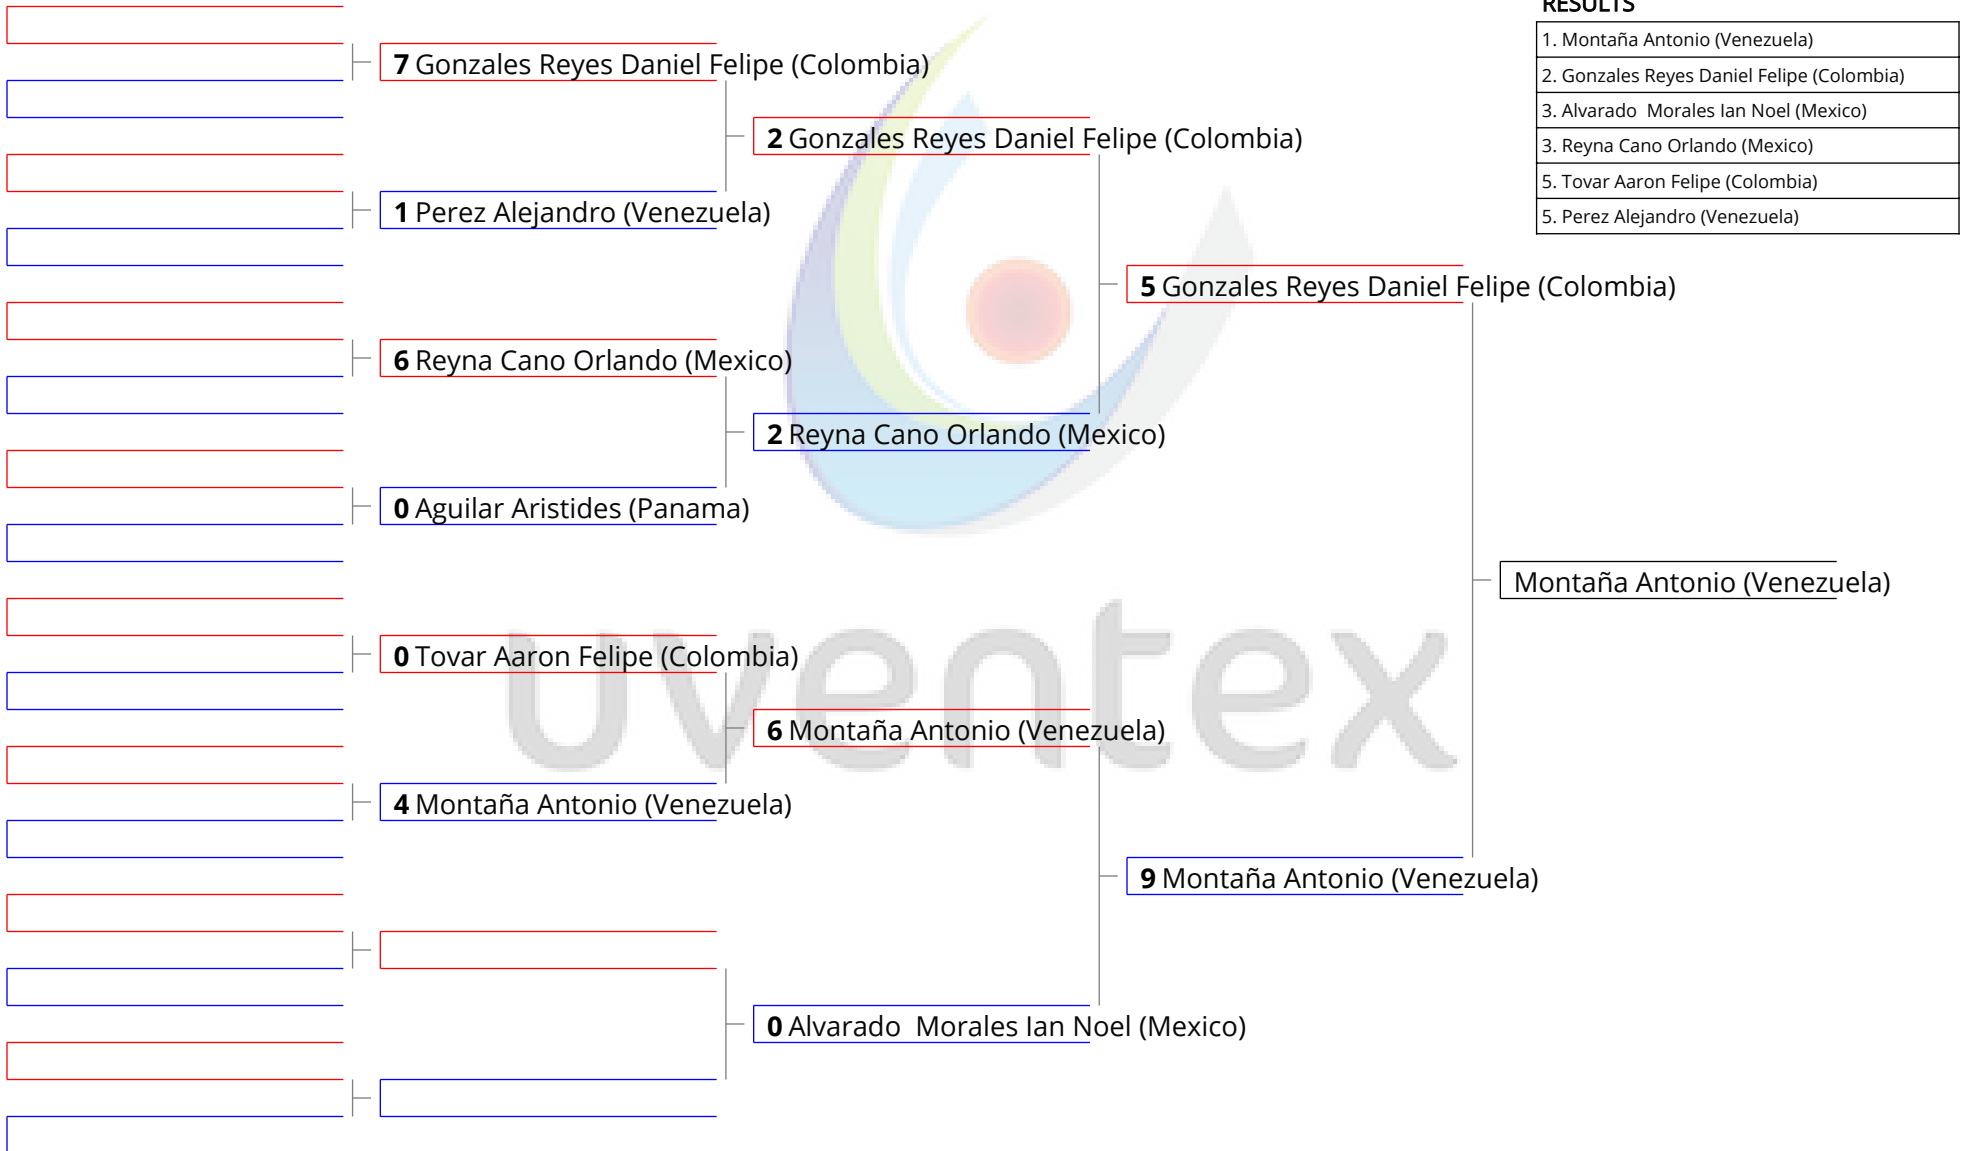 RESULTS
1. Montaña Antonio (Venezuela)
2. Gonzales Reyes Daniel Felipe (Colombia)
3. Alvarado  Morales Ian Noel (Mexico)
3. Reyna Cano Orlando (Mexico)
5. Tovar Aaron Felipe (Colombia)
5. Perez Alejandro (Venezuela)
7 Gonzales Reyes Daniel Felipe (Colombia)
2 Gonzales Reyes Daniel Felipe (Colombia)
1 Perez Alejandro (Venezuela)
5 Gonzales Reyes Daniel Felipe (Colombia)
6 Reyna Cano Orlando (Mexico)
2 Reyna Cano Orlando (Mexico)
0 Aguilar Aristides (Panama)
Montaña Antonio (Venezuela)
0 Tovar Aaron Felipe (Colombia)
uventex
6 Montaña Antonio (Venezuela)
4 Montaña Antonio (Venezuela)
9 Montaña Antonio (Venezuela)
0 Alvarado  Morales Ian Noel (Mexico)